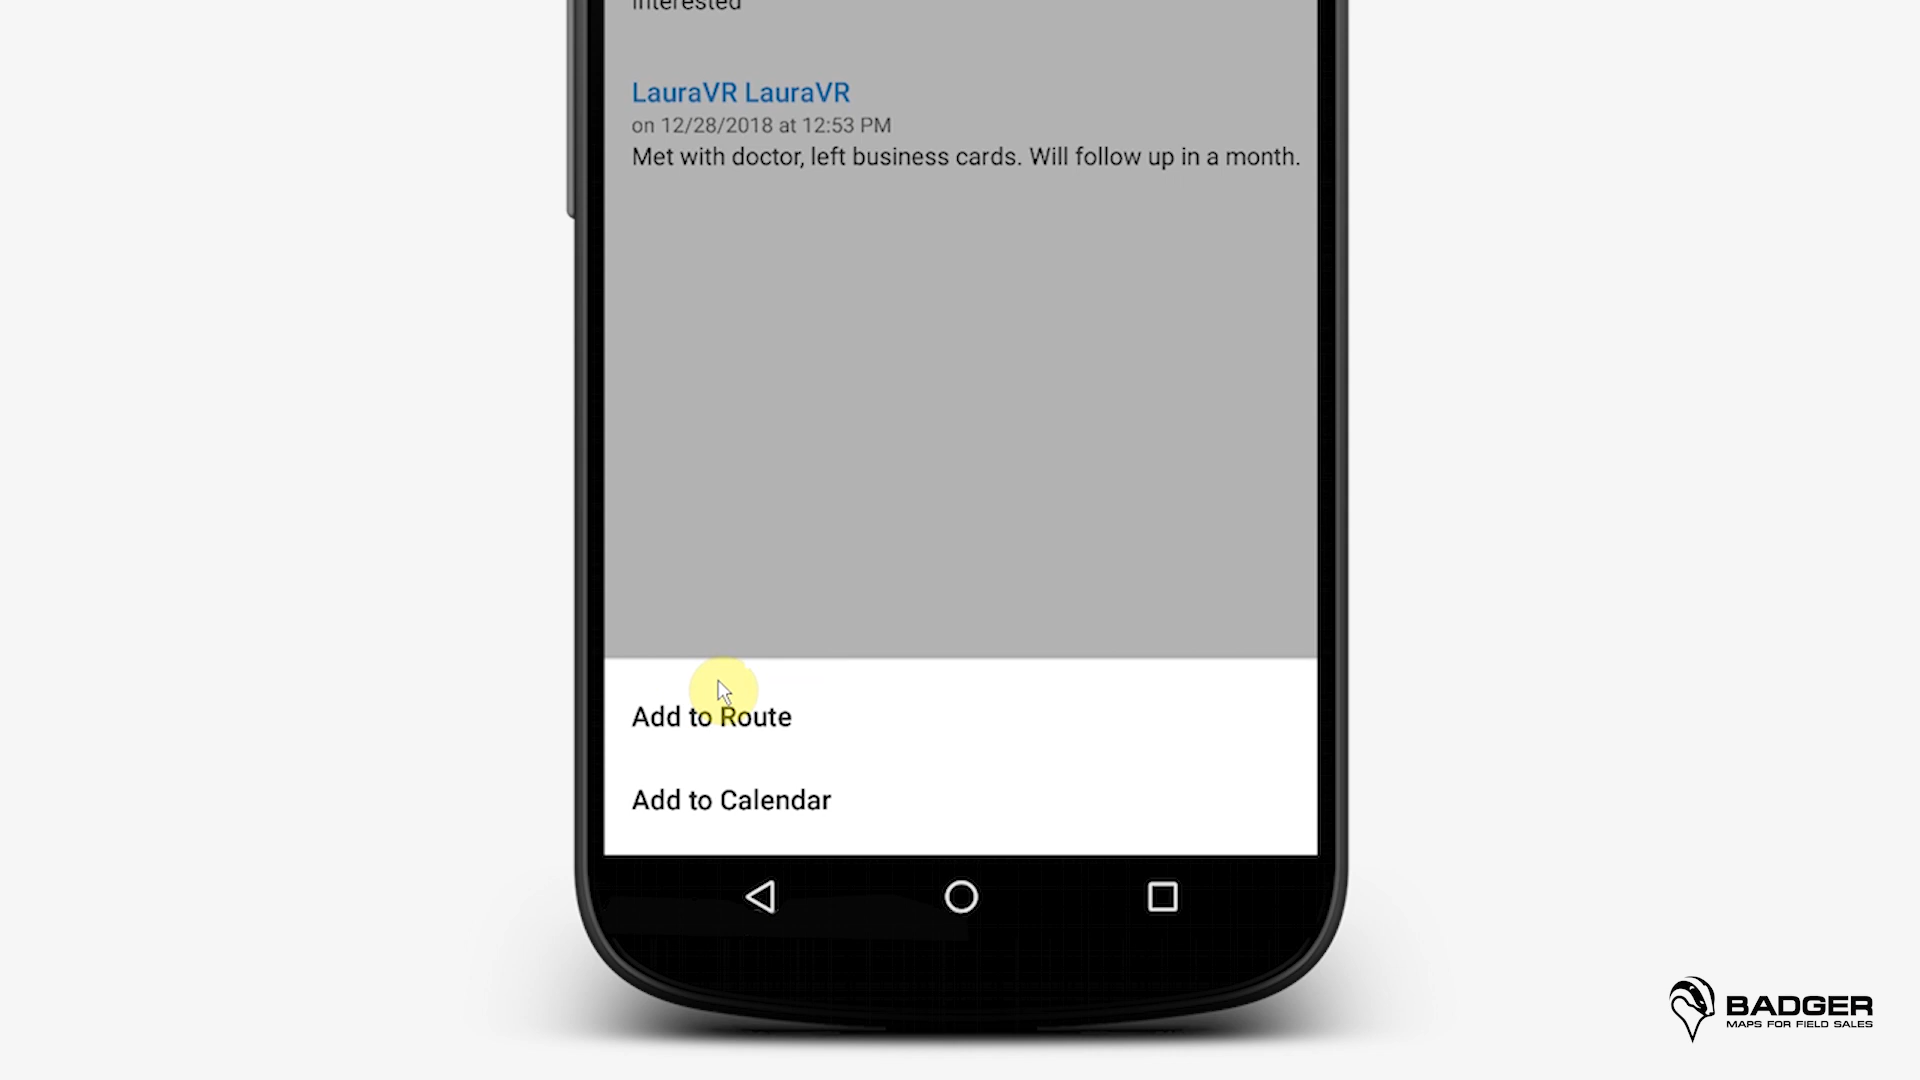 interested
LauraVR LauraVR
on 12/28/2018 at 12:53 PM
Met with doctor, left business cards. Will follow up in a month.
Add to Route
Add to Calendar
BADGER
MAPS FOR FIELD SALES